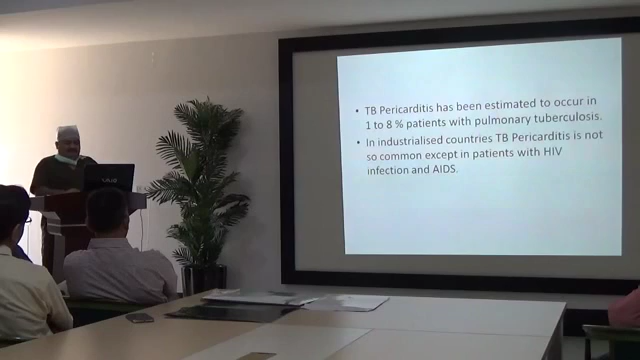 • TB Pericarditis has been estimated to occur in
1 to 8 % patients with pulmonary tuberculosis.
• In industrialised countries TB Pericarditis is not
so common except in patients with HIV
infection and AIDS.